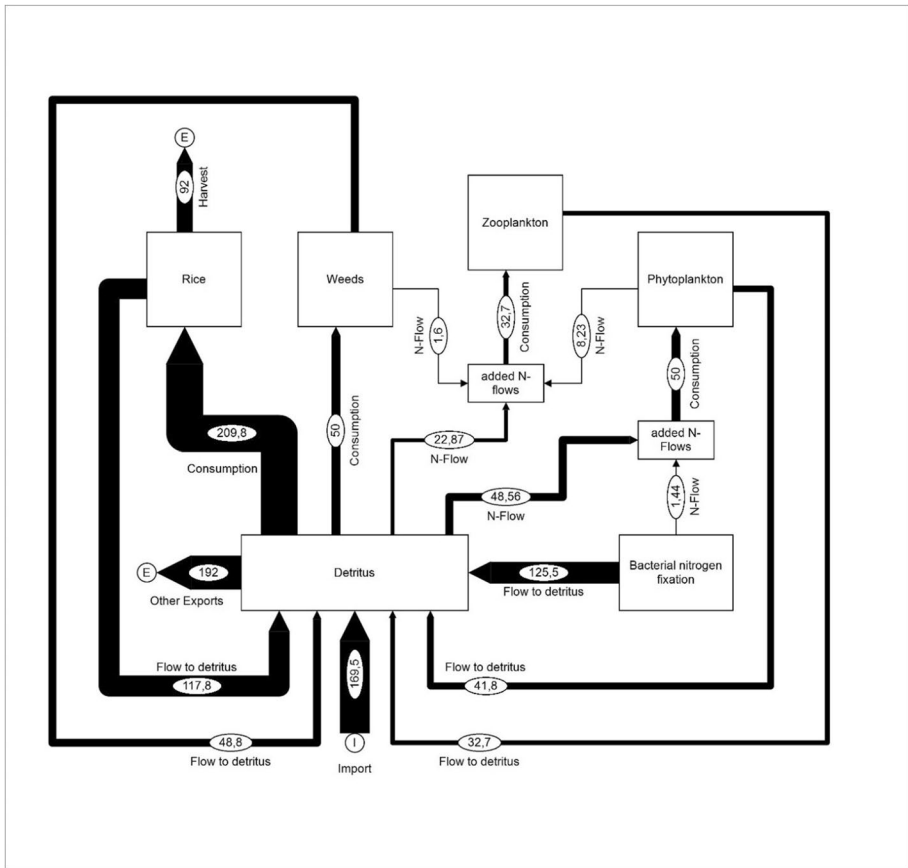 E
92
Harvest
Rice
Weeds
Zooplankton
Phytoplankton
N-Flow
1,6
32,7
Consumption
8,23
N-Flow
added N-
flows
50
Consumption
added N-
Flows
209,8
Consumption
50
Consumption
22,87
N-Flow
48,56
N-Flow
1,44
N-Flow
E
192
Other Exports
Detritus
125,5
Flow to detritus
Bacterial nitrogen
fixation
Flow to detritus
117,8
169,5
Flow to detritus
41,8
48,8
Flow to detritus
I
Import
32,7
Flow to detritus